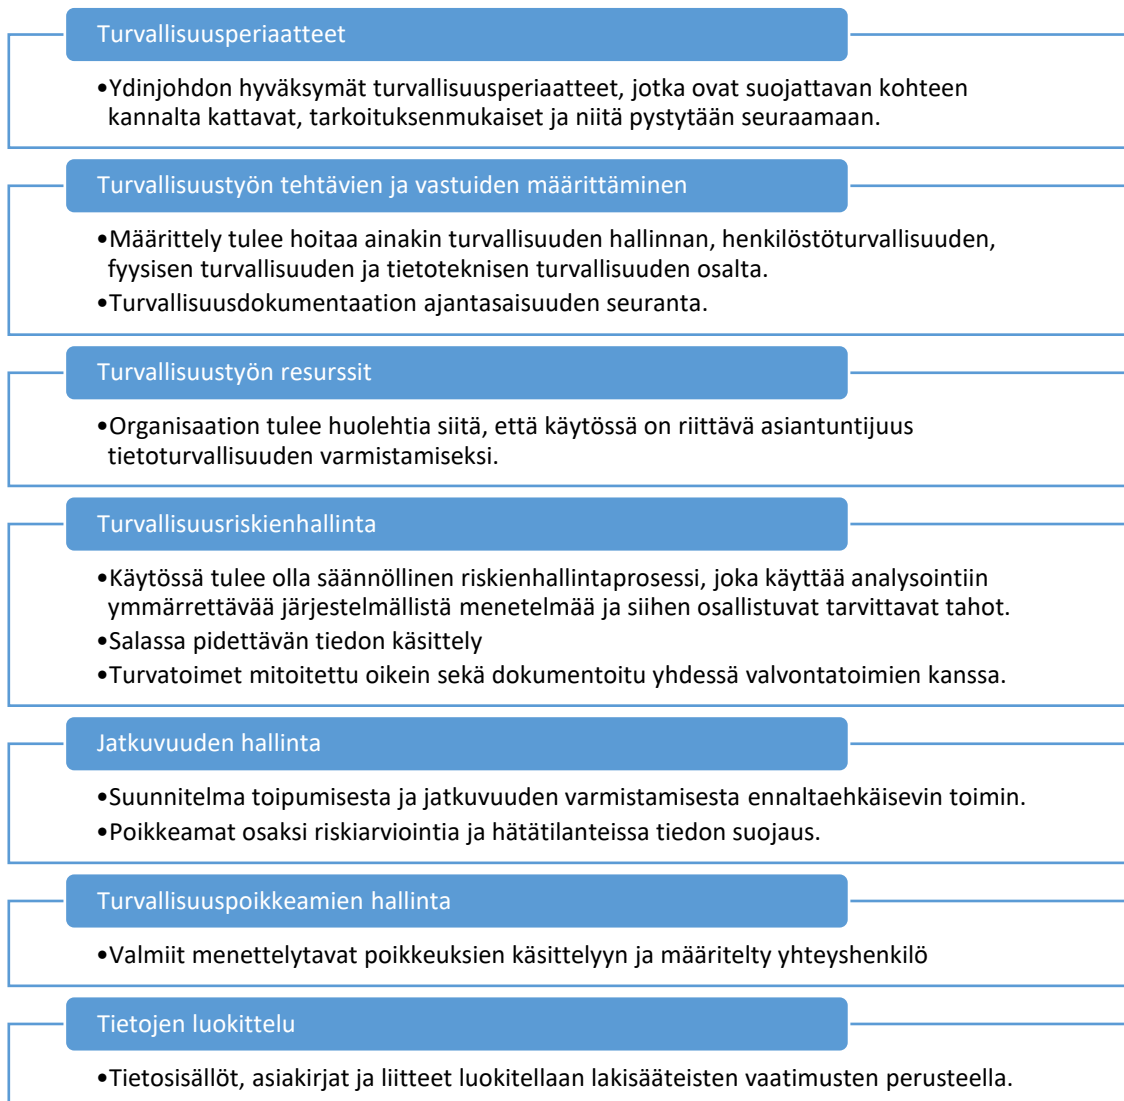 Turvallisuusperiaatteet
•Ydinjohdon hyväksymät turvallisuusperiaatteet, jotka ovat suojattavan kohteen
kannalta kattavat, tarkoituksenmukaiset ja niitä pystytään seuraamaan.
Turvallisuustyön tehtävien ja vastuiden määrittäminen
•Määrittely tulee hoitaa ainakin turvallisuuden hallinnan, henkilöstöturvallisuuden,
fyysisen turvallisuuden ja tietoteknisen turvallisuuden osalta.
•Turvallisuusdokumentaation ajantasaisuuden seuranta.
Turvallisuustyön resurssit
•Organisaation tulee huolehtia siitä, että käytössä on riittävä asiantuntijuus
tietoturvallisuuden varmistamiseksi.
Turvallisuusriskienhallinta
•Käytössä tulee olla säännöllinen riskienhallintaprosessi, joka käyttää analysointiin
ymmärrettävää järjestelmällistä menetelmää ja siihen osallistuvat tarvittavat tahot.
•Salassa pidettävän tiedon käsittely
•Turvatoimet mitoitettu oikein sekä dokumentoitu yhdessä valvontatoimien kanssa.
Jatkuvuuden hallinta
•Suunnitelma toipumisesta ja jatkuvuuden varmistamisesta ennaltaehkäisevin toimin.
•Poikkeamat osaksi riskiarviointia ja hätätilanteissa tiedon suojaus.
Turvallisuuspoikkeamien hallinta
•Valmiit menettelytavat poikkeuksien käsittelyyn ja määritelty yhteyshenkilö
Tietojen luokittelu
•Tietosisällöt, asiakirjat ja liitteet luokitellaan lakisääteisten vaatimusten perusteella.